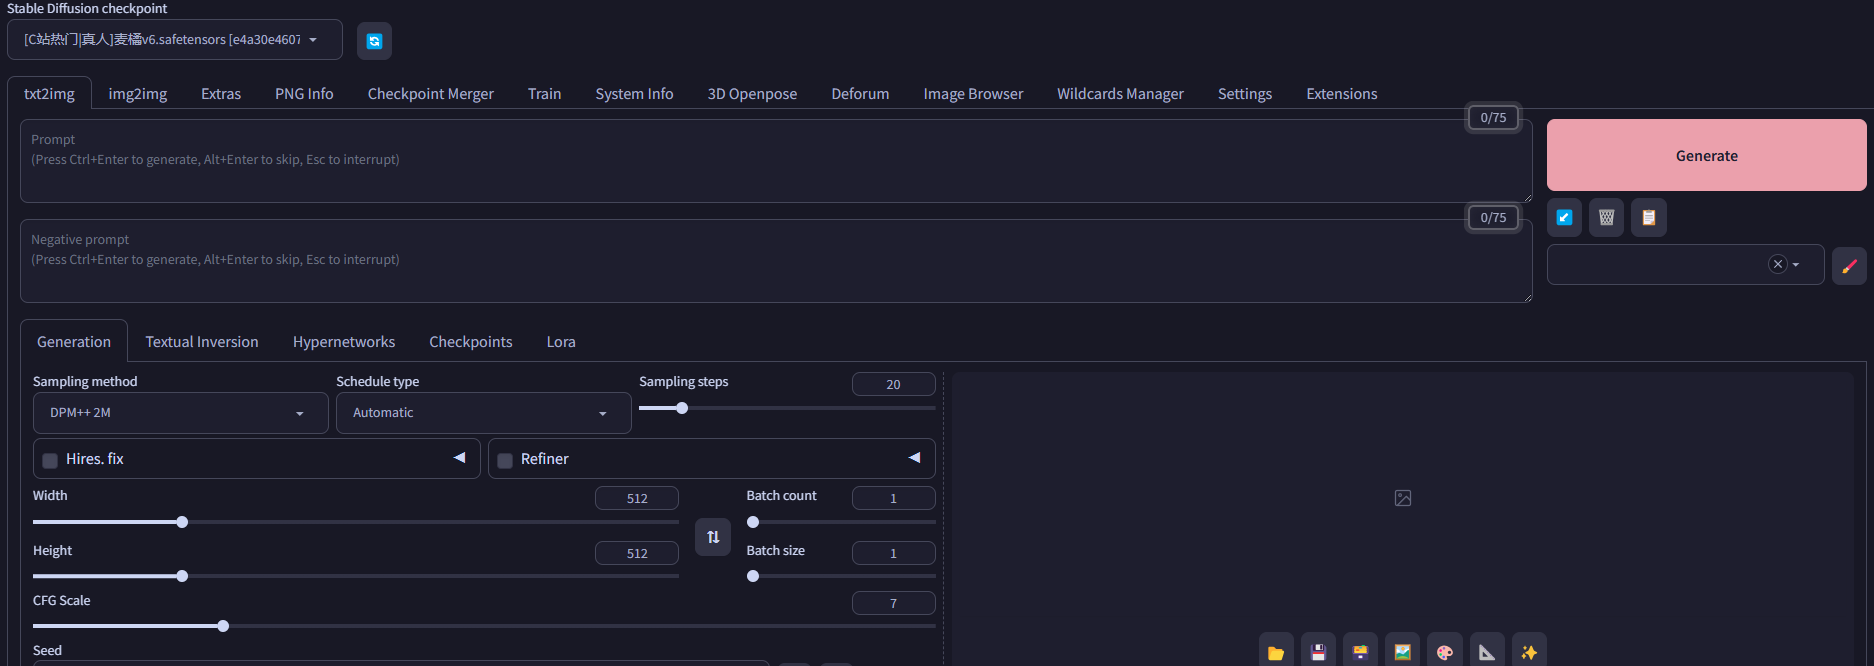 Stable Diffusion checkpoint
[C站热门|真人]麦橘v6.safetensors [e4a30e4607
txt2img img2img Extras PNG Info Checkpoint Merger Train System Info 3D Openpose Deforum Image Browser Wildcards Manager Settings Extensions
0/75
Prompt
(Press Ctrl+Enter to generate, Alt+Enter to skip, Esc to interrupt)
Generate
0/75
Negative prompt
(Press Ctrl+Enter to generate, Alt+Enter to skip, Esc to interrupt)
Generation Textual Inversion Hypernetworks Checkpoints Lora
Sampling method Schedule type Sampling steps 20
DPM++ 2M Automatic
Hires. fix Refiner
Width 512 Batch count 1
Height 512 Batch size 1
CFG Scale 7
Seed